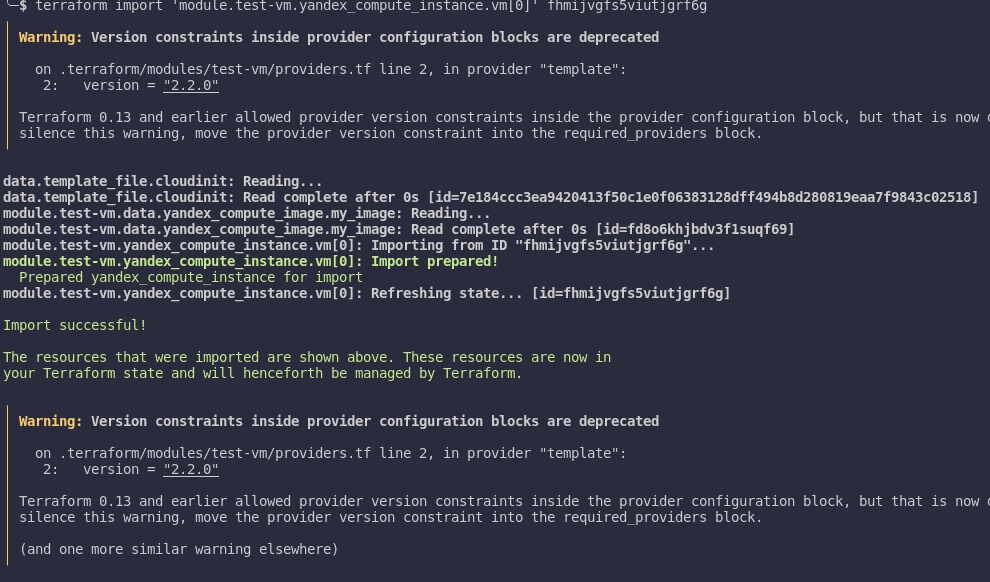 $ terraform import 'module.test-vm.yandex_compute_instance.vm[0]' fhmijvgfs5viutjgrf6g
Warning: Version constraints inside provider configuration blocks are deprecated
on .terraform/modules/test-vm/providers.tf line 2, in provider "template":
2: version = "2.2.0"
Terraform 0.13 and earlier allowed provider version constraints inside the provider configuration block, but that is now
silence this warning, move the provider version constraint into the required_providers block.
data.template_file.cloudinit: Reading...
data.template_file.cloudinit: Read complete after 0s [id=7e184ccc3ea9420413f50c1e0f06383128dff494b8d280819eaa7f9843c02518]
module.test-vm.data.yandex_compute_image.my_image: Reading...
module.test-vm.data.yandex_compute_image.my_image: Read complete after 0s [id=fd8o6khjbdv3f1suqf69]
module.test-vm.yandex_compute_instance.vm[0]: Importing from ID "fhmijvgfs5viutjgrf6g"...
module.test-vm.yandex_compute_instance.vm[0]: Import prepared!
Prepared yandex_compute_instance for import
module.test-vm.yandex_compute_instance.vm[0]: Refreshing state... [id=fhmijvgfs5viutjgrf6g]
Import successful!
The resources that were imported are shown above. These resources are now in
your Terraform state and will henceforth be managed by Terraform.
Warning: Version constraints inside provider configuration blocks are deprecated
on .terraform/modules/test-vm/providers.tf line 2, in provider "template":
2: version = "2.2.0"
Terraform 0.13 and earlier allowed provider version constraints inside the provider configuration block, but that is now
silence this warning, move the provider version constraint into the required_providers block.
(and one more similar warning elsewhere)